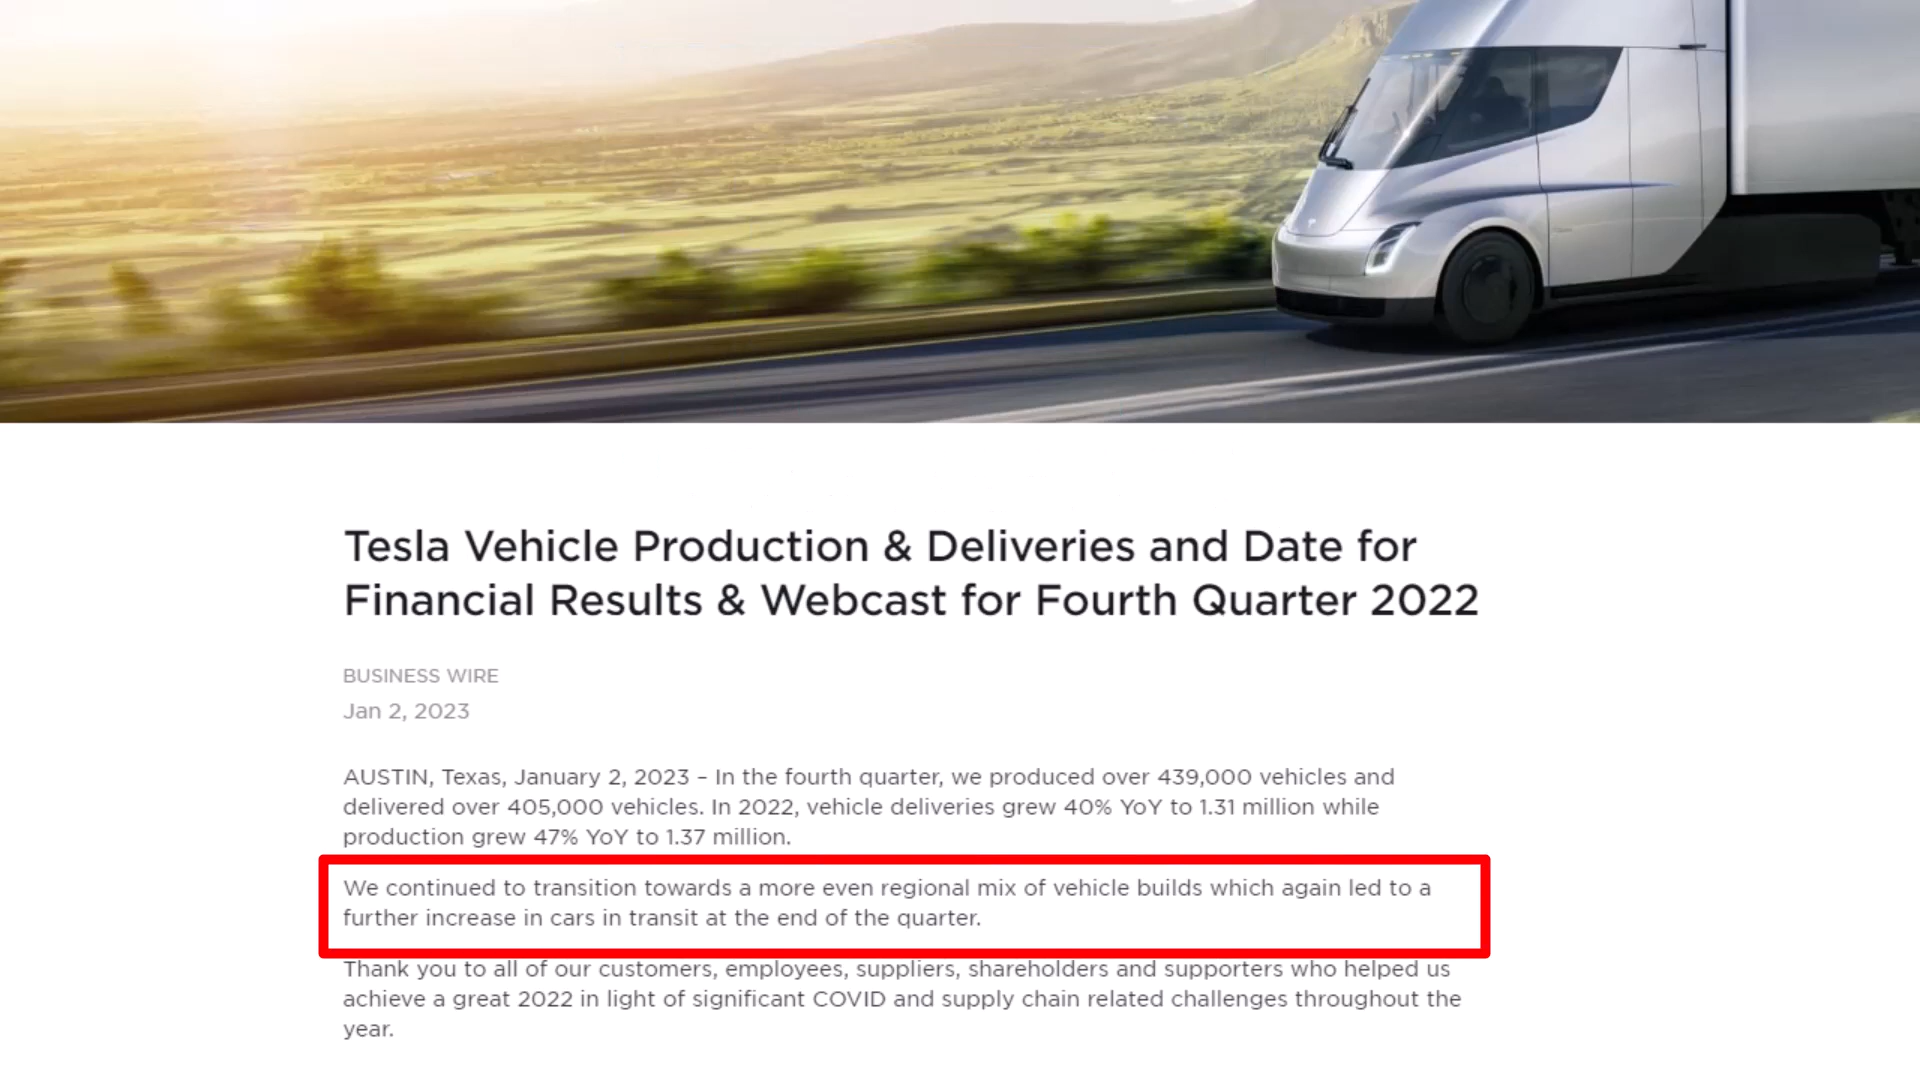 Tesla Vehicle Production & Deliveries and Date for
Financial Results & Webcast for Fourth Quarter 2022
BUSINESS WIRE
Jan 2, 2023
AUSTIN, Texas, January 2, 2023 – In the fourth quarter, we produced over 439,000 vehicles and
delivered over 405,000 vehicles. In 2022, vehicle deliveries grew 40% YoY to 1.31 million while
production grew 47% YoY to 1.37 million.
We continued to transition towards a more even regional mix of vehicle builds which again led to a
further increase in cars in transit at the end of the quarter.
Thank you to all of our customers, employees, suppliers, shareholders and supporters who helped us
achieve a great 2022 in light of significant COVID and supply chain related challenges throughout the
year.